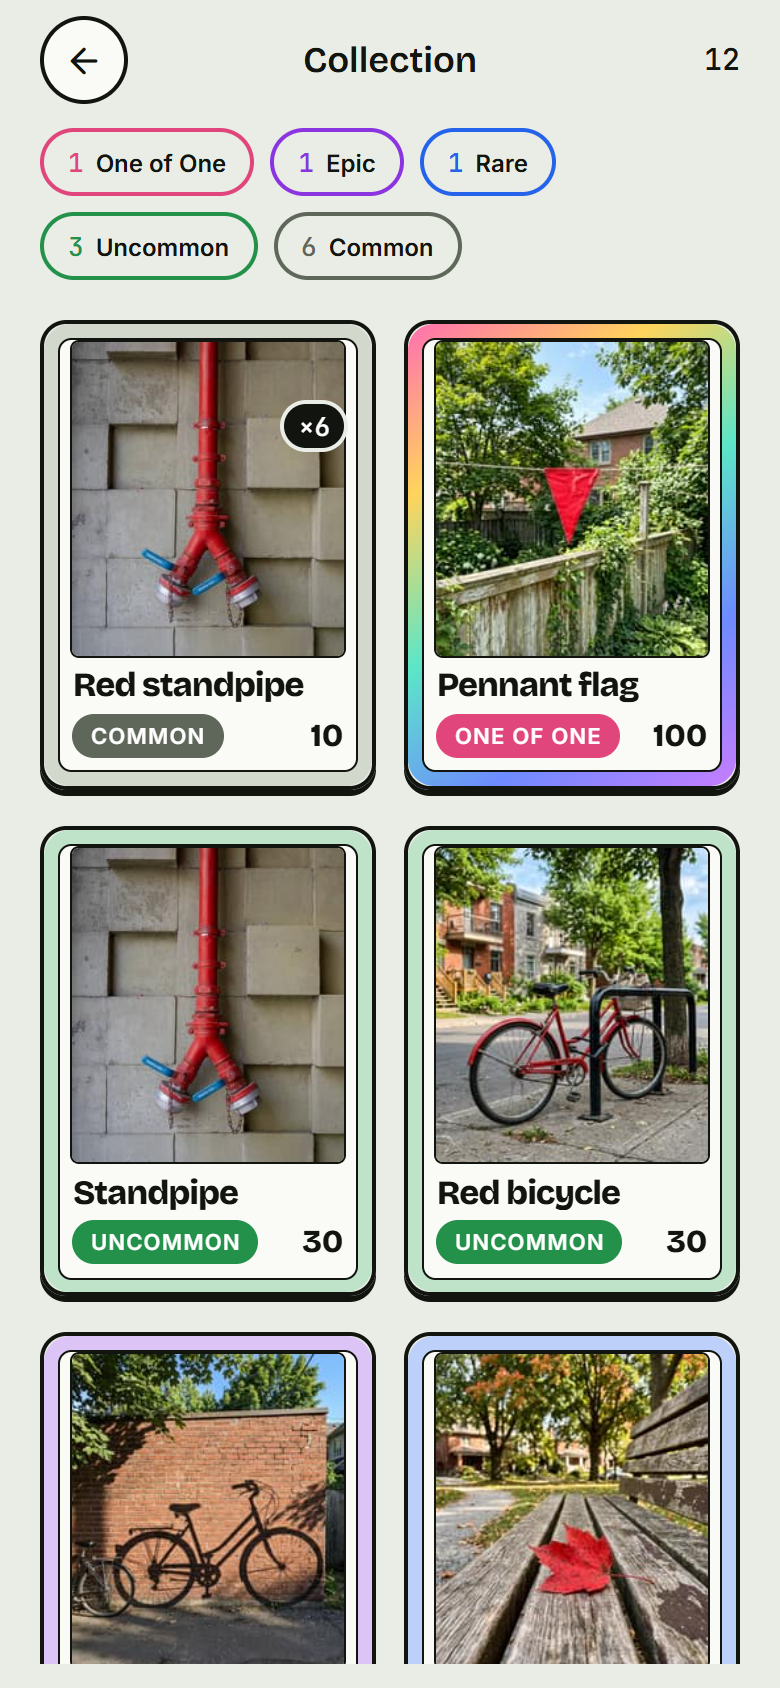 Collection
12
1 One of One
1 Epic
1 Rare
3 Uncommon
6 Common
×6
Red standpipe
COMMON 10
Pennant flag
ONE OF ONE 100
Standpipe
UNCOMMON 30
Red bicycle
UNCOMMON 30